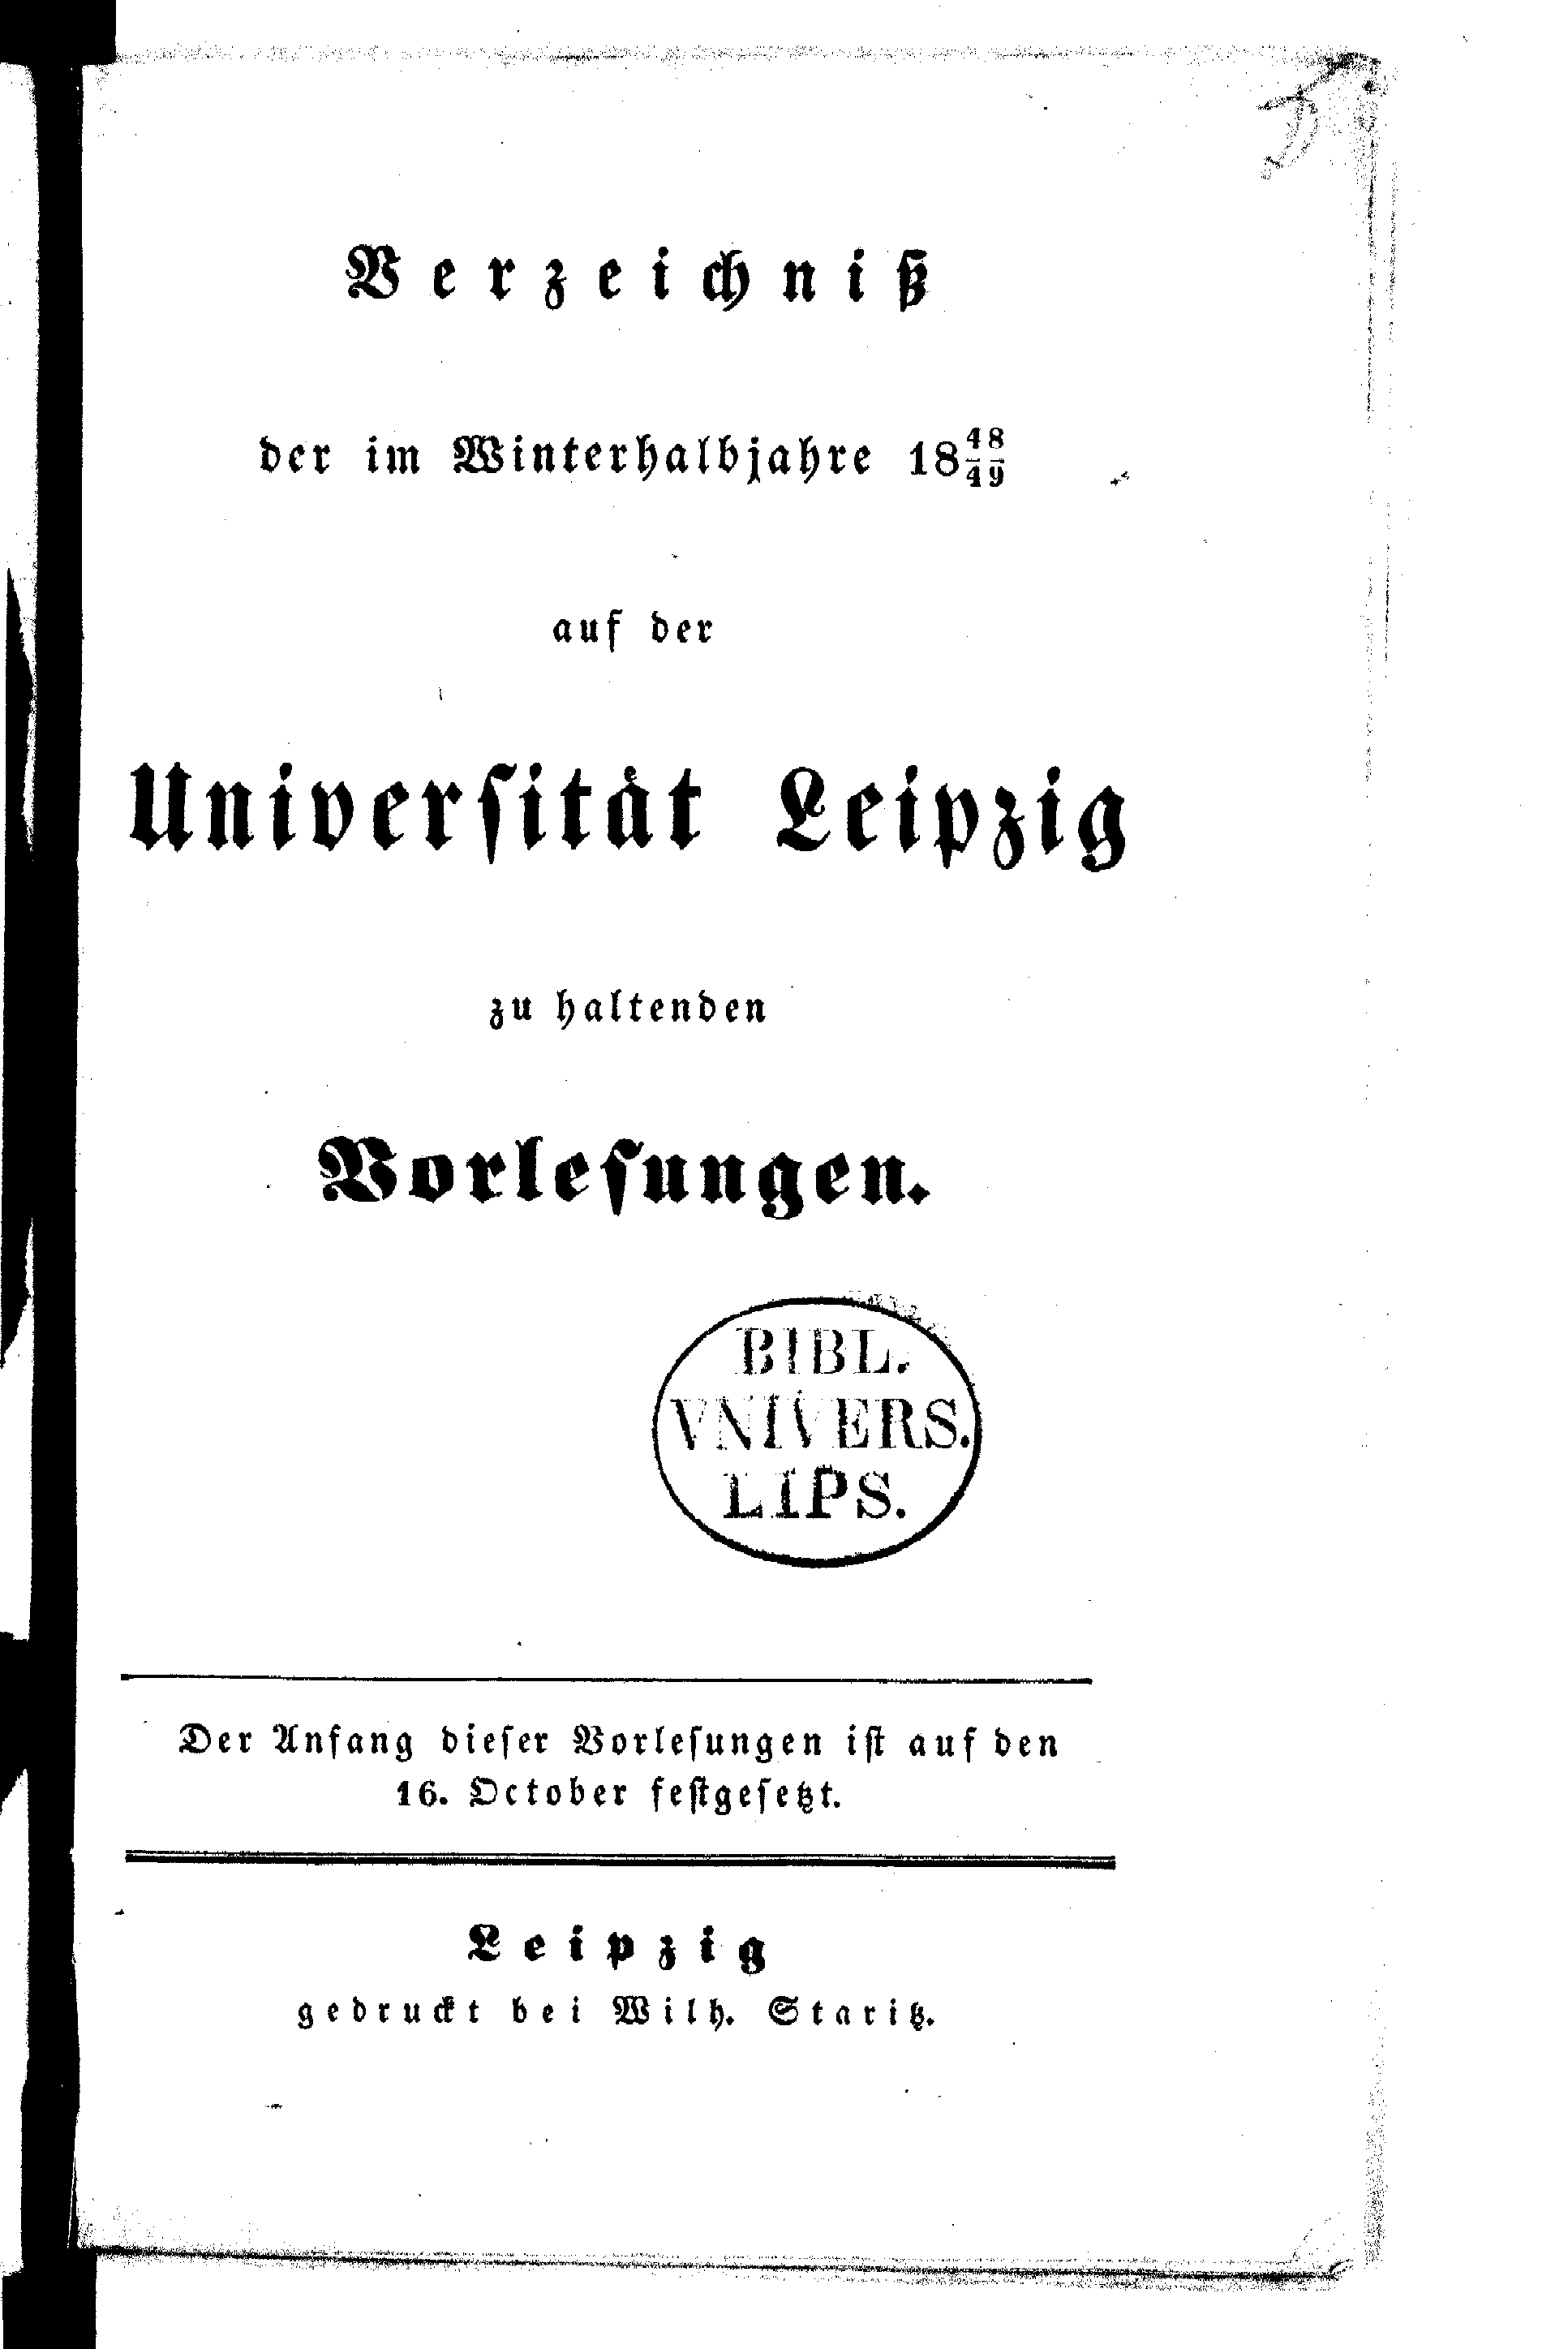 Verzeichniß
der im Winterhalbjahre 18 48/49
auf der
Universität Leipzig
zu haltenden
Vorlesungen.
BIBL.
VNIVERS.
LIPS.
Der Anfang dieser Vorlesungen ist auf den
16. October festgesetzt.
Leipzig
gedruckt bei Wilh. Staritz.